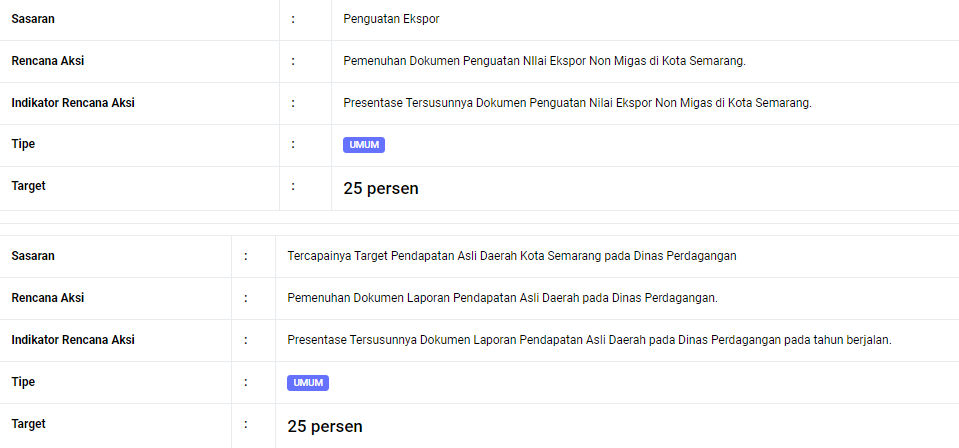 Sasaran : Penguatan Ekspor
Rencana Aksi : Pemenuhan Dokumen Penguatan NIlai Ekspor Non Migas di Kota Semarang.
Indikator Rencana Aksi : Presentase Tersusunnya Dokumen Penguatan Nilai Ekspor Non Migas di Kota Semarang.
Tipe : UMUM
Target : 25 persen
Sasaran : Tercapainya Target Pendapatan Asli Daerah Kota Semarang pada Dinas Perdagangan
Rencana Aksi : Pemenuhan Dokumen Laporan Pendapatan Asli Daerah pada Dinas Perdagangan.
Indikator Rencana Aksi : Presentase Tersusunnya Dokumen Laporan Pendapatan Asli Daerah pada Dinas Perdagangan pada tahun berjalan.
Tipe : UMUM
Target : 25 persen